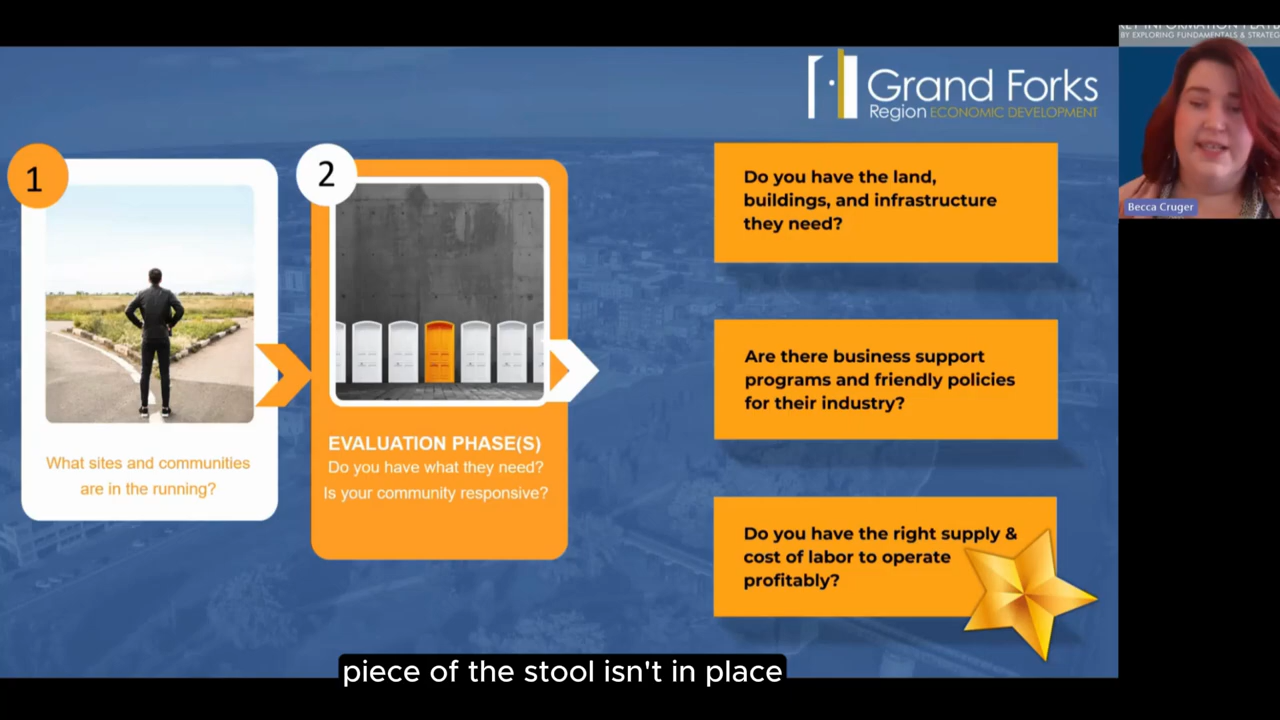 Grand Forks
Region ECONOMIC DEVELOPMENT
BY EXPLORING FUNDAMENTALS &
Becca Cruger
1
2
What sites and communities
are in the running?
EVALUATION PHASE(S)
Do you have what they need?
Is your community responsive?
Do you have the land,
buildings, and infrastructure
they need?
Are there business support
programs and friendly policies
for their industry?
Do you have the right supply &
cost of labor to operate
profitably?
piece of the stool isn't in place